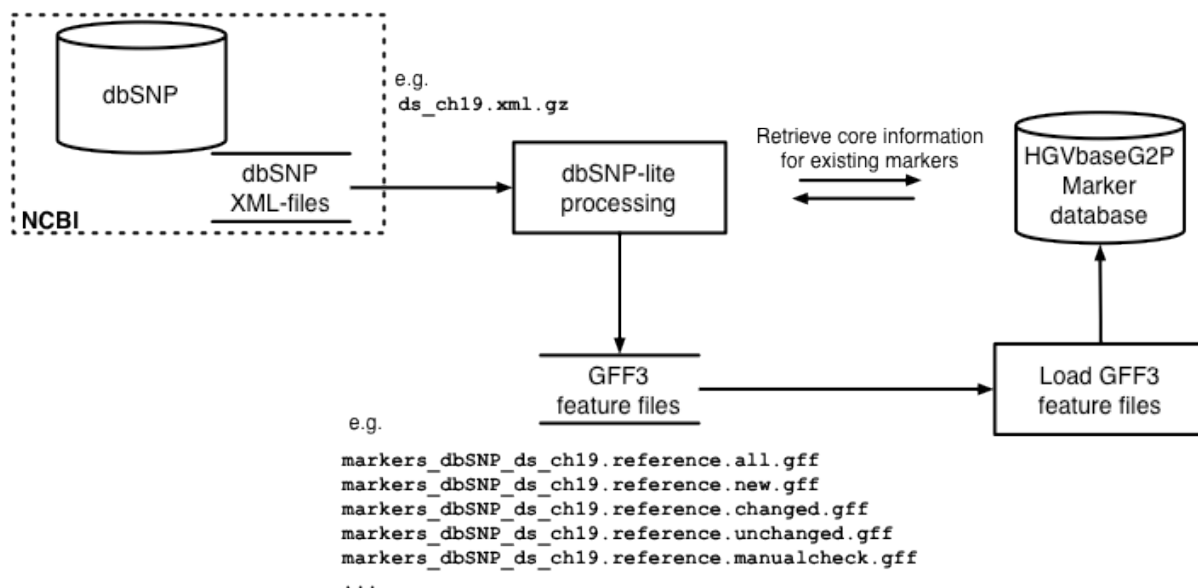 dbSNP
dbSNP
XML-files
NCBI
e.g.
ds_ch19.xml.gz
dbSNP-lite
processing
Retrieve core information
for existing markers
HGVbaseG2P
Marker
database
GFF3
feature files
Load GFF3
feature files
e.g.
markers_dbSNP_ds_ch19.reference.all.gff
markers_dbSNP_ds_ch19.reference.new.gff
markers_dbSNP_ds_ch19.reference.changed.gff
markers_dbSNP_ds_ch19.reference.unchanged.gff
markers_dbSNP_ds_ch19.reference.manualcheck.gff
...